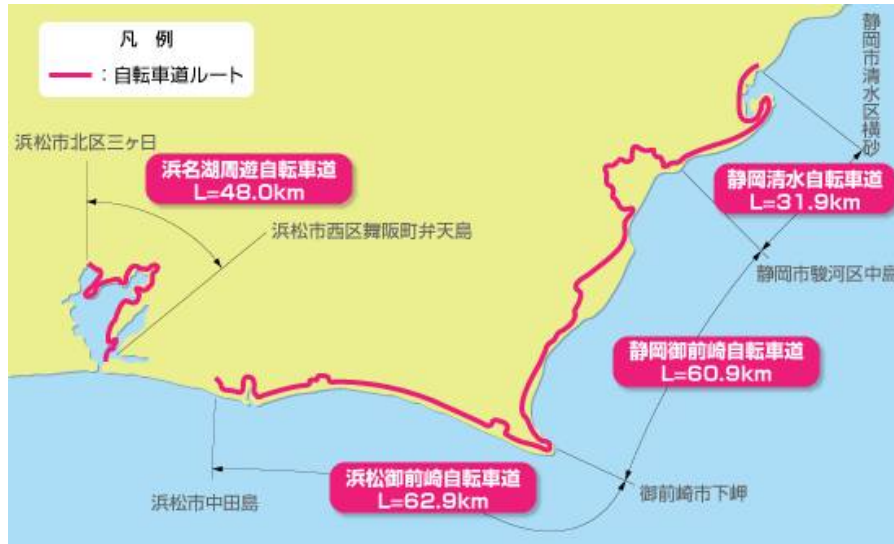 凡 例
：自転車道ルート
静岡市清水区横砂
浜松市北区三ヶ日
浜名湖周遊自転車道
L=48.0km
静岡清水自転車道
L=31.9km
浜松市西区舞阪町弁天島
静岡市駿河区中島
静岡御前崎自転車道
L=60.9km
浜松御前崎自転車道
L=62.9km
浜松市中田島
御前崎市下岬